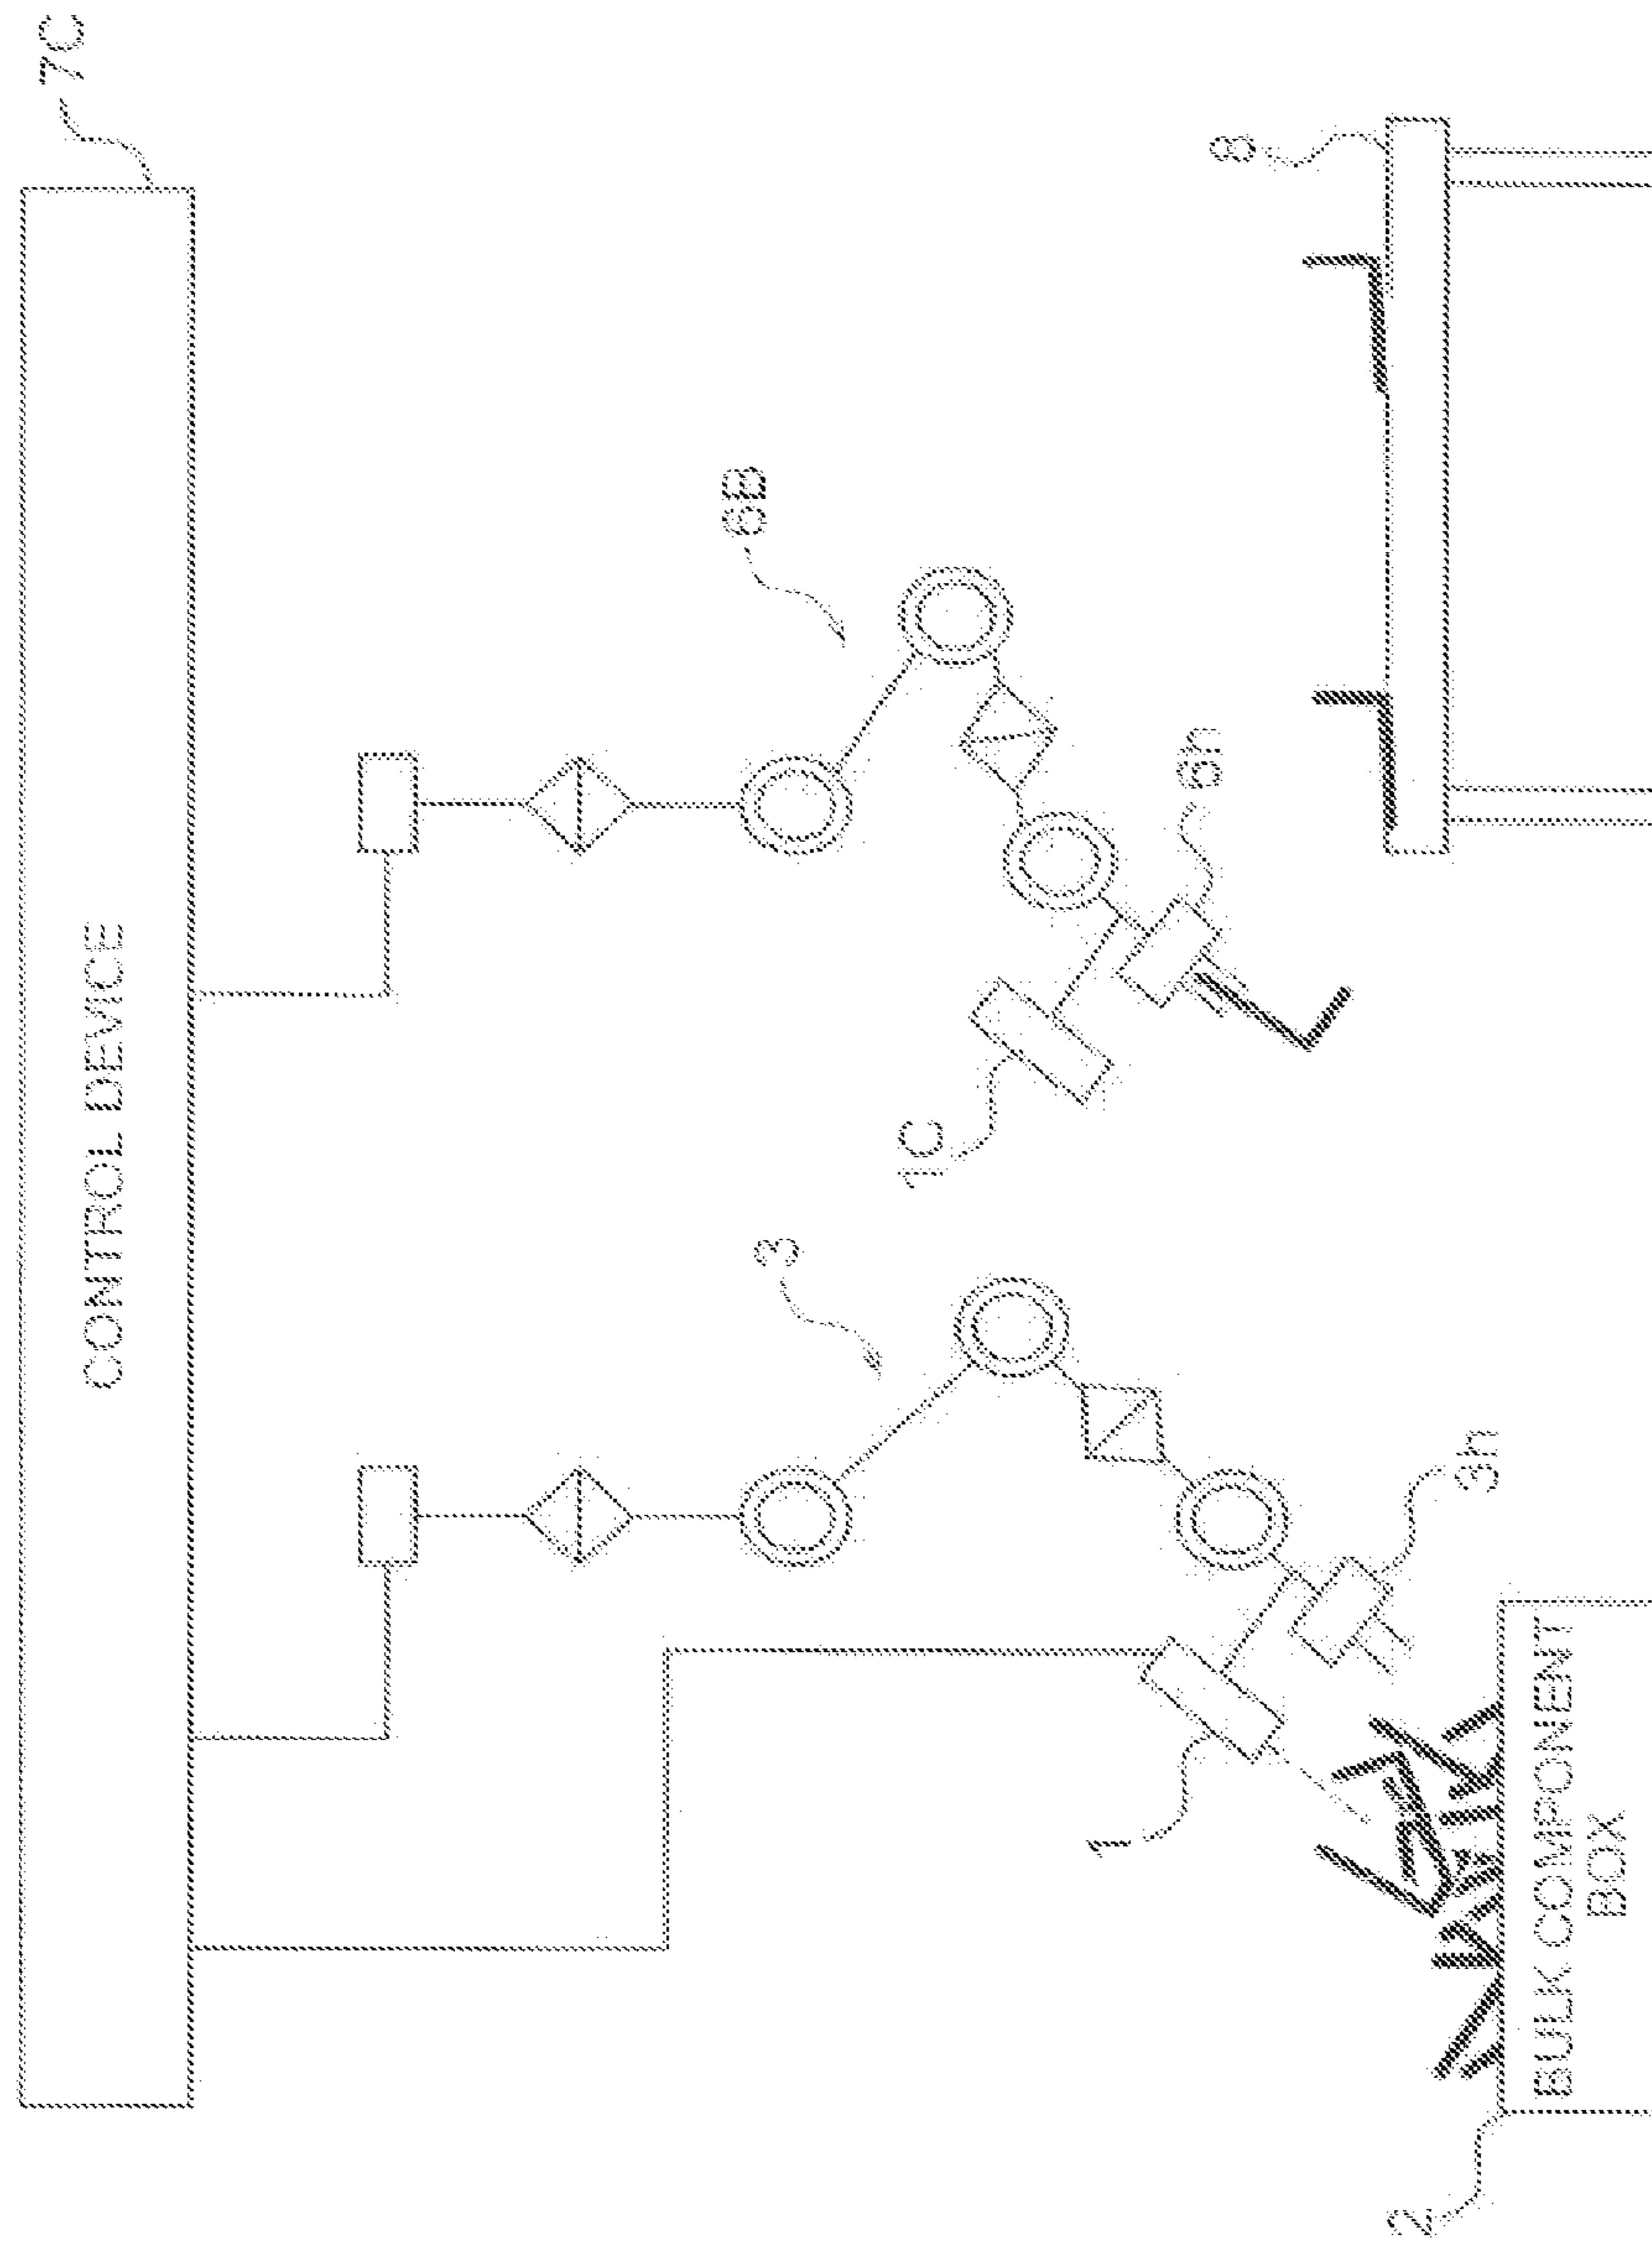 7C
CONTROL DEVICE
6B
3
8
1C
6h
1
3h
2
BULK COMPONENT
BOX